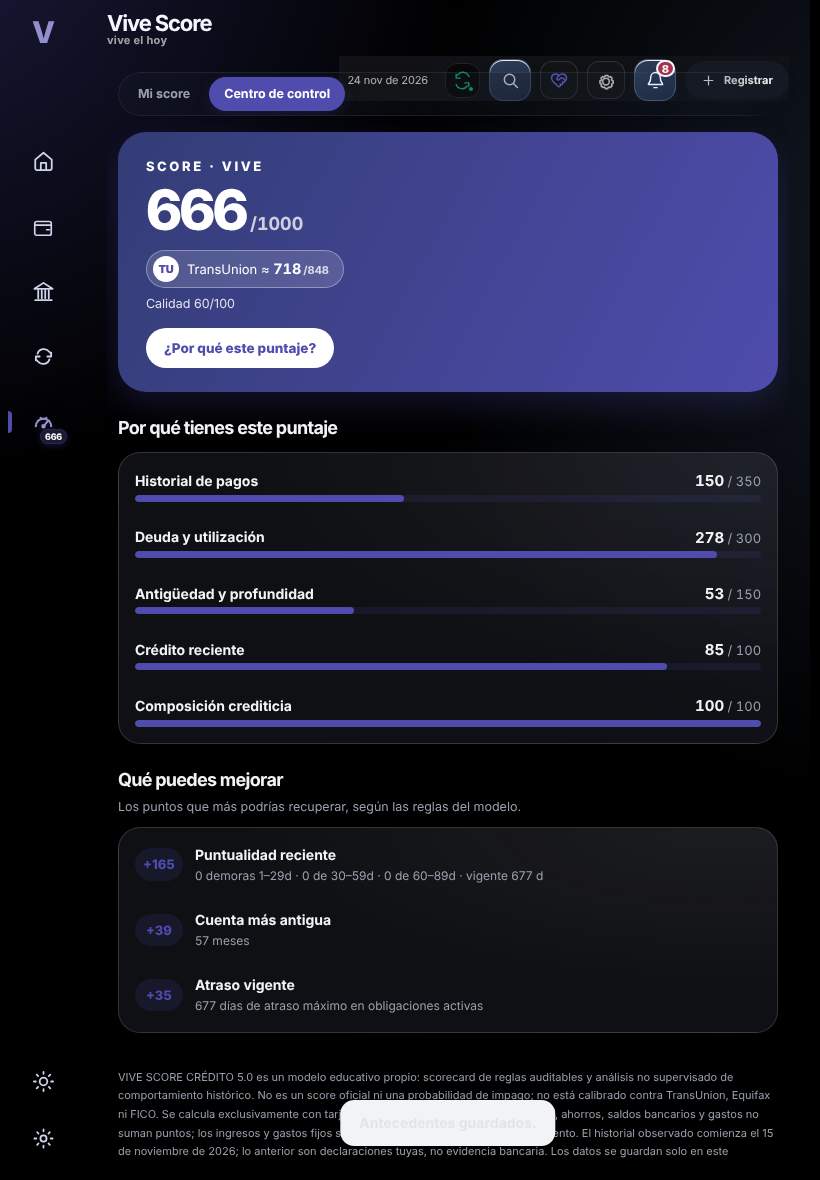 V
Vive Score
vive el hoy
Mi score
Centro de control
24 nov de 2026
8
Registrar
SCORE · VIVE
666/1000
TU TransUnion ≈ 718/848
Calidad 60/100
¿Por qué este puntaje?
666
Por qué tienes este puntaje
Historial de pagos 150 / 350
Deuda y utilización 278 / 300
Antigüedad y profundidad 53 / 150
Crédito reciente 85 / 100
Composición crediticia 100 / 100
Qué puedes mejorar
Los puntos que más podrías recuperar, según las reglas del modelo.
+165 Puntualidad reciente
0 demoras 1–29d · 0 de 30–59d · 0 de 60–89d · vigente 677 d
+39 Cuenta más antigua
57 meses
+35 Atraso vigente
677 días de atraso máximo en obligaciones activas
VIVE SCORE CRÉDITO 5.0 es un modelo educativo propio: scorecard de reglas auditables y análisis no supervisado de
comportamiento histórico. No es un score oficial ni una probabilidad de impago; no está calibrado contra TransUnion, Equifax
ni FICO. Se calcula exclusivamente con , ahorros, saldos bancarios y gastos no
suman puntos; los ingresos y gastos fijos El historial observado comienza el 15
de noviembre de 2026; lo anterior son declaraciones tuyas, no evidencia bancaria. Los datos se guardan solo en este
Antecedentes guardados.